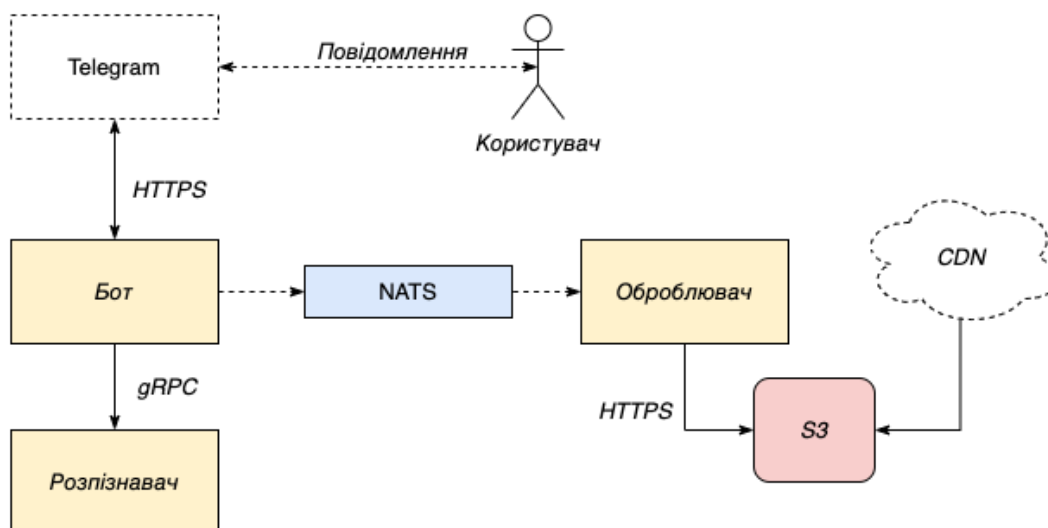 Повідомлення
Telegram
Користувач
HTTPS
CDN
Бот
NATS
Оброблювач
gRPC
HTTPS
S3
Розпізнавач